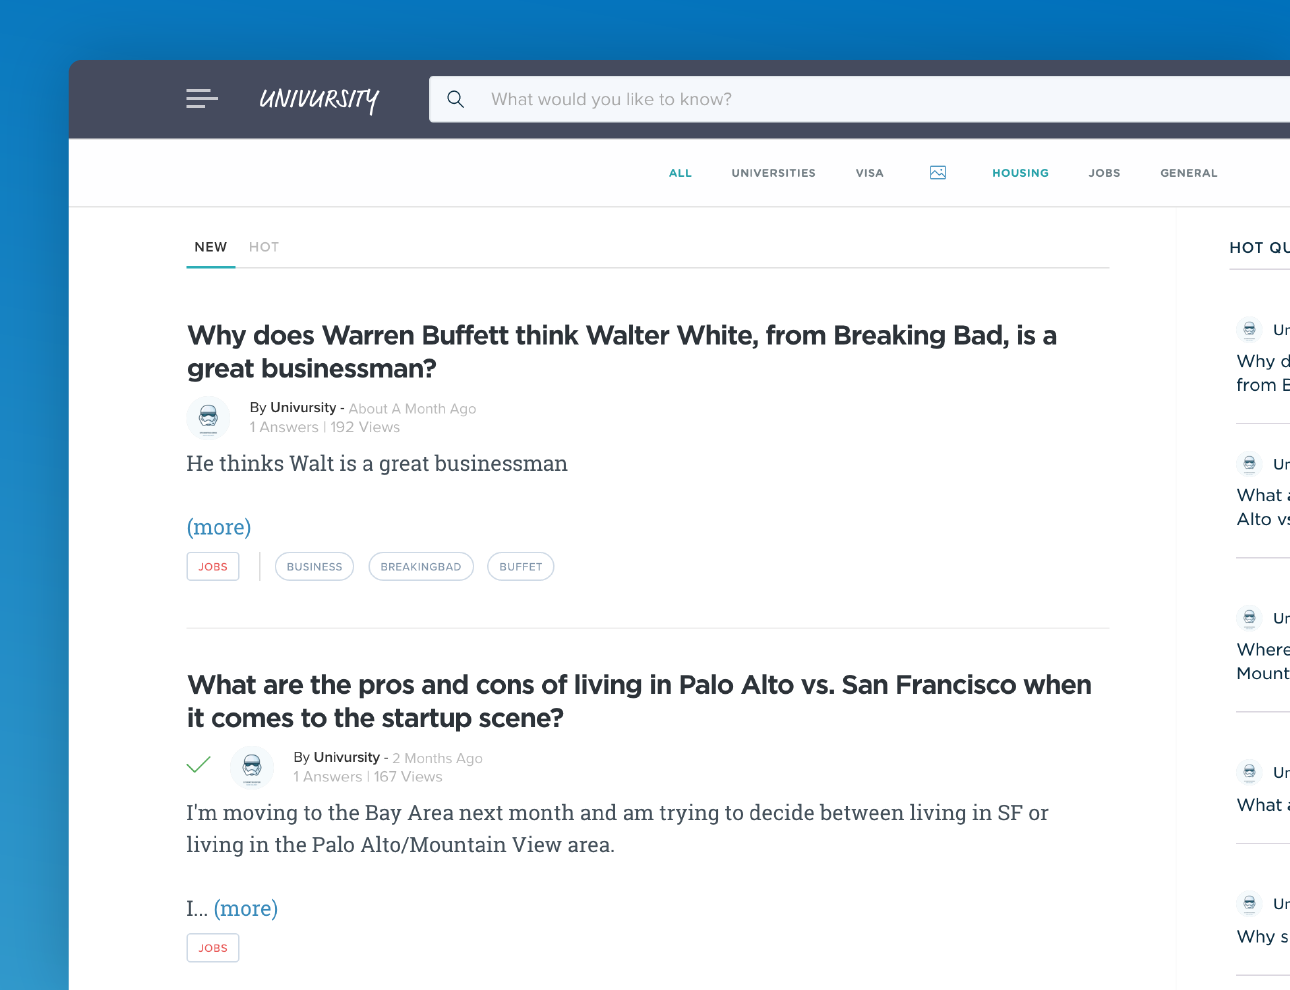 UNIVURSITY
What would you like to know?
ALL UNIVERSITIES VISA HOUSING JOBS GENERAL
NEW HOT
Why does Warren Buffett think Walter White, from Breaking Bad, is a
great businessman?
By Univursity - About A Month Ago
1 Answers | 192 Views
He thinks Walt is a great businessman
(more)
JOBS BUSINESS BREAKINGBAD BUFFET
What are the pros and cons of living in Palo Alto vs. San Francisco when
it comes to the startup scene?
By Univursity - 2 Months Ago
1 Answers | 167 Views
I'm moving to the Bay Area next month and am trying to decide between living in SF or
living in the Palo Alto/Mountain View area.
I... (more)
JOBS
HOT QU
Un
Why d
from B
Un
What a
Alto vs
Un
Where
Mount
Un
What a
Un
Why s